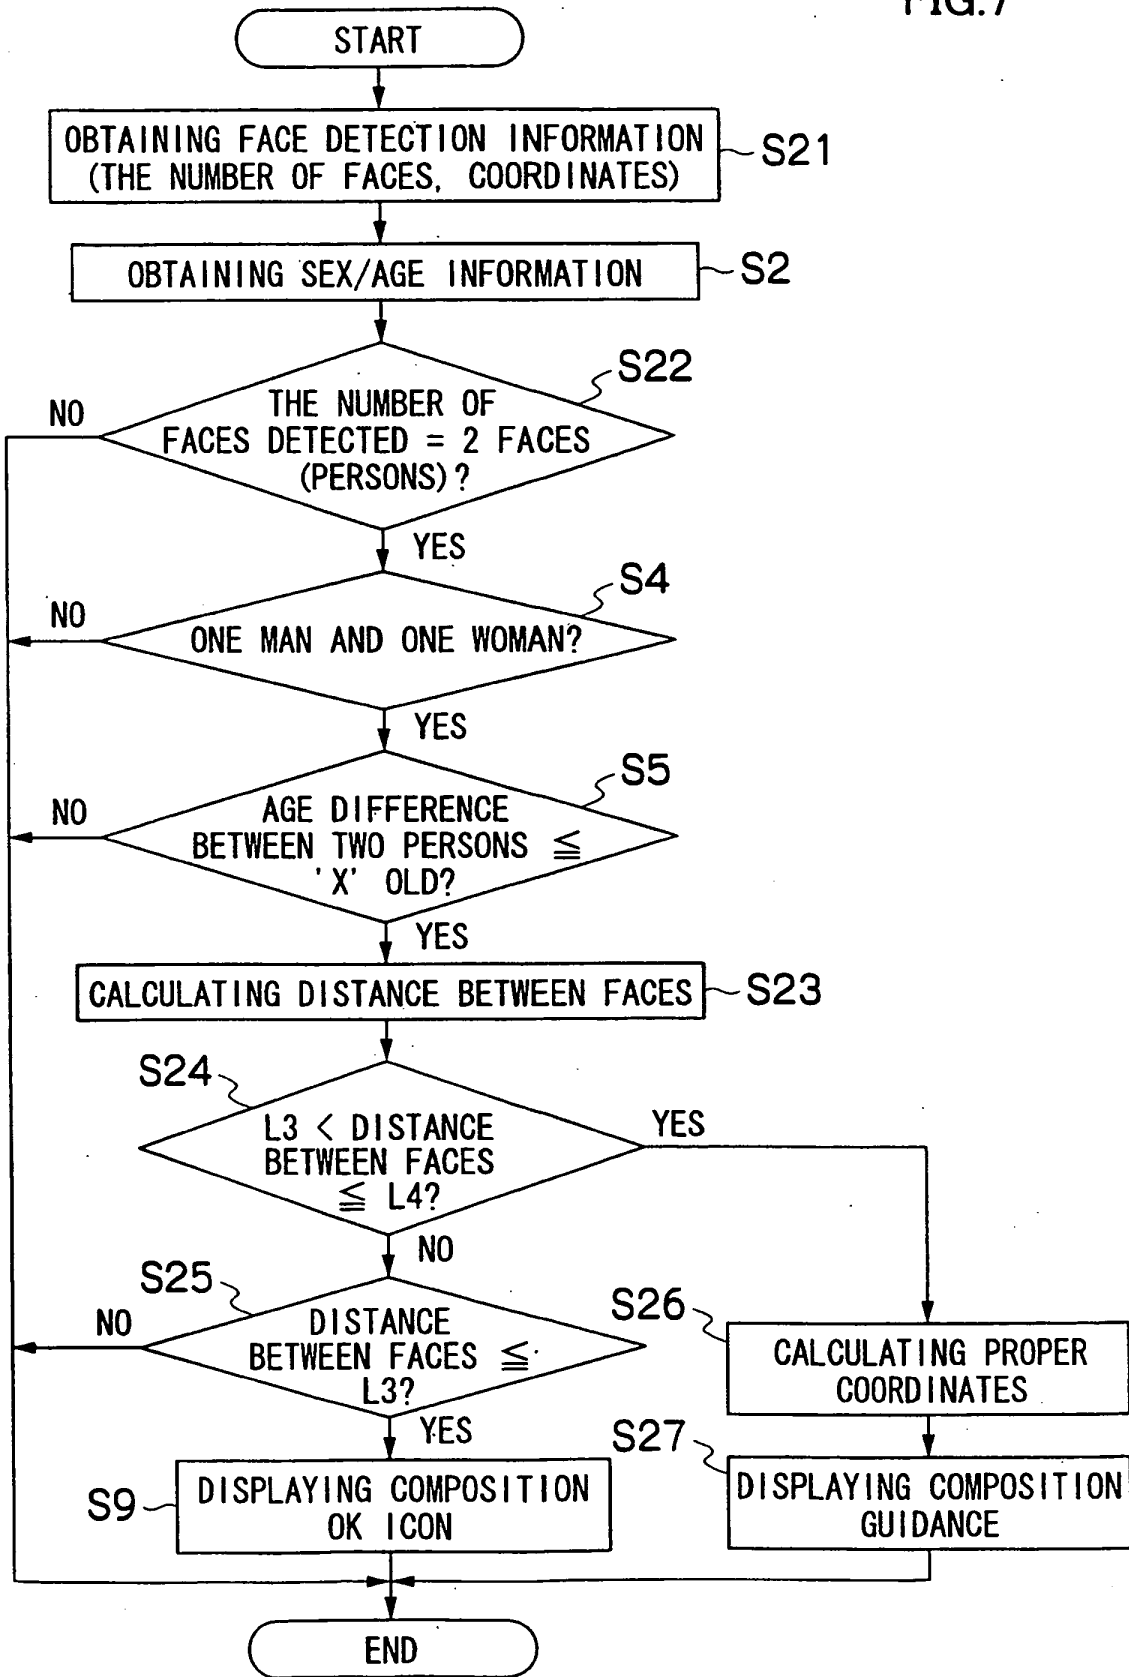 FIG.7
START
OBTAINING FACE DETECTION INFORMATION
(THE NUMBER OF FACES, COORDINATES)
S21
OBTAINING SEX/AGE INFORMATION
S2
S22
NO
THE NUMBER OF
FACES DETECTED = 2 FACES
(PERSONS)?
YES
S4
NO
ONE MAN AND ONE WOMAN?
YES
S5
NO
AGE DIFFERENCE
BETWEEN TWO PERSONS ≦
'X' OLD?
YES
CALCULATING DISTANCE BETWEEN FACES
S23
S24
L3 < DISTANCE
BETWEEN FACES
≦ L4?
YES
NO
S25
NO
DISTANCE
BETWEEN FACES ≦
L3?
YES
S26
CALCULATING PROPER
COORDINATES
S27
DISPLAYING COMPOSITION
GUIDANCE
S9
DISPLAYING COMPOSITION
OK ICON
END